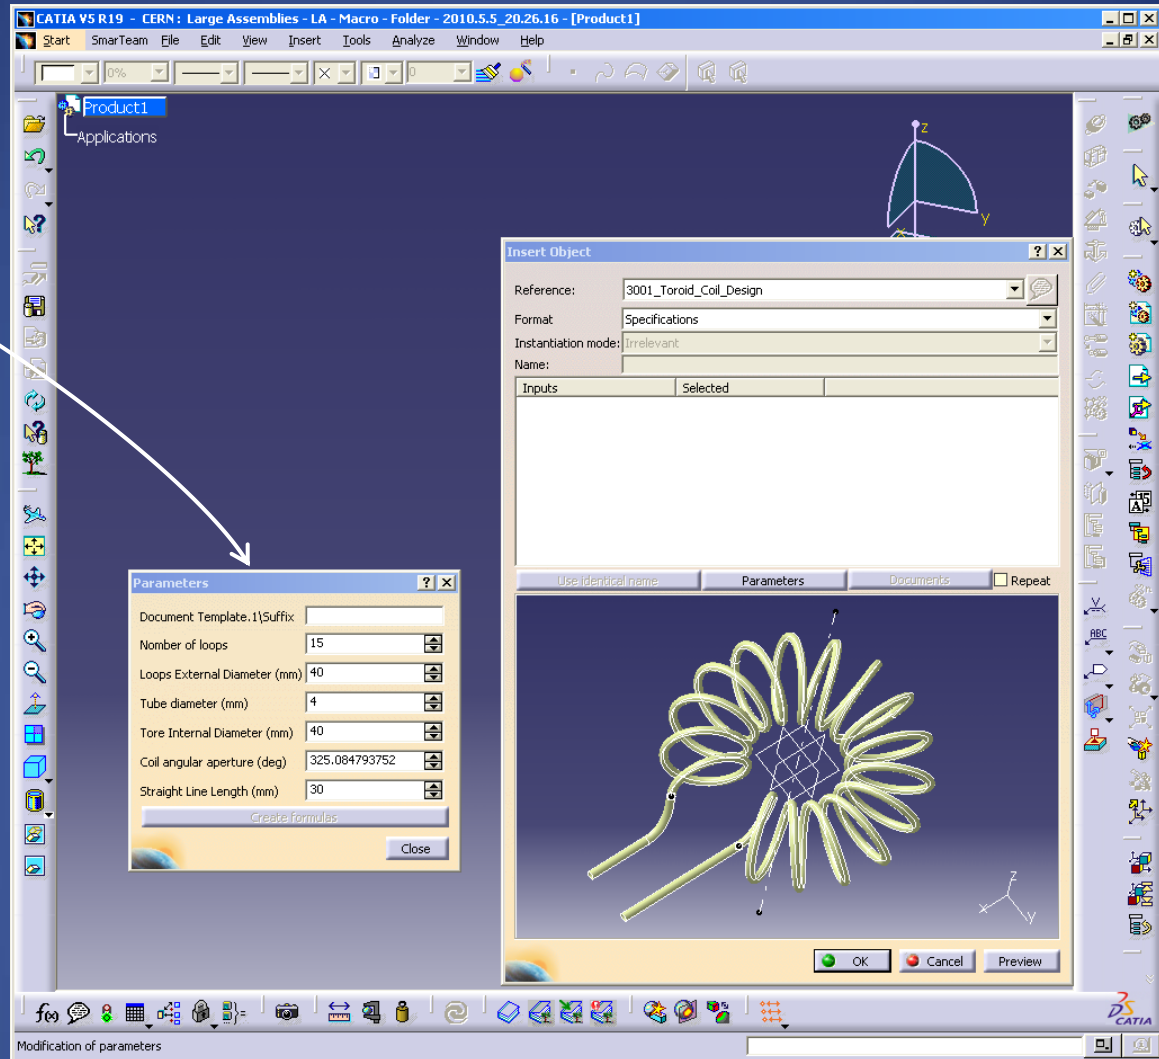 CATIA V5 R19 - CERN : Large Assemblies - LA - Macro - Folder - 2010.5.5_20.26.16 - [Product1]
Start SmarTeam File Edit View Insert Tools Analyze Window Help
0% 0
Product1
Applications
z
y
x
Insert Object
Reference: 3001_Toroid_Coil_Design
Format Specifications
Instantiation mode: Irrelevant
Name:
Inputs Selected
Use identical name Parameters Documents Repeat
Parameters
Document Template.1\Suffix
Nomber of loops 15
Loops External Diameter (mm) 40
Tube diameter (mm) 4
Tore Internal Diameter (mm) 40
Coil angular aperture (deg) 325.084793752
Straight Line Length (mm) 30
Create formulas
Close
z
x
y
OK Cancel Preview
ABC
f(x)
CATIA
Modification of parameters